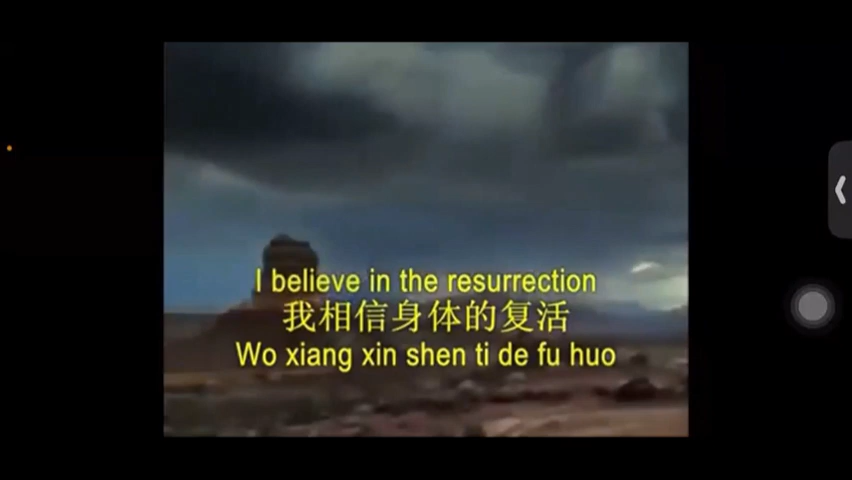 I believe in the resurrection
我相信身体的复活
Wo xiang xin shen ti de fu huo